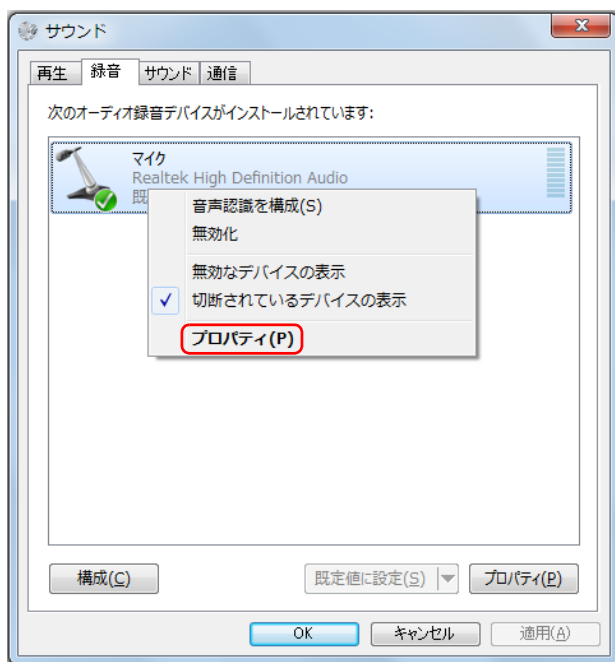 サウンド
再生 録音 サウンド 通信
次のオーディオ録音デバイスがインストールされています:
マイク
Realtek High Definition Audio
既
音声認識を構成(S)
無効化
無効なデバイスの表示
切断されているデバイスの表示
プロパティ(P)
構成(C) 既定値に設定(S) プロパティ(P)
OK キャンセル 適用(A)